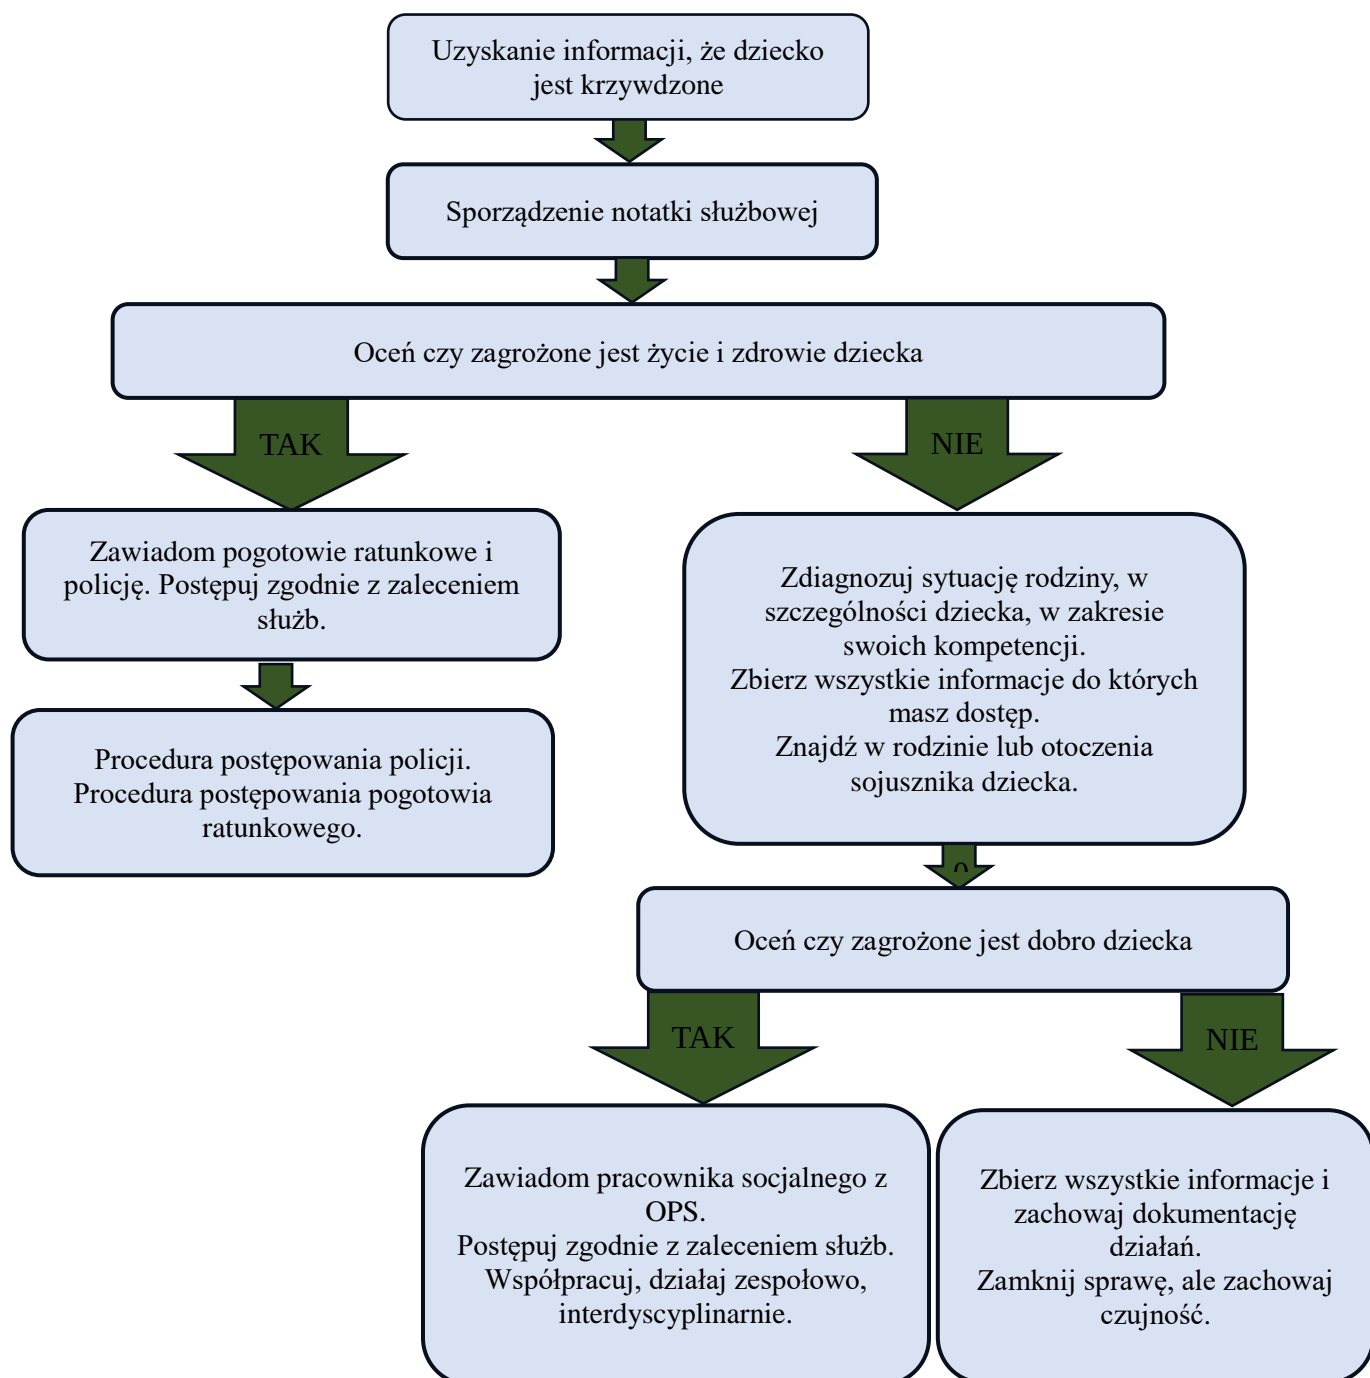 Uzyskanie informacji, że dziecko
jest krzywdzone
Sporządzenie notatki służbowej
Oceń czy zagrożone jest życie i zdrowie dziecka
TAK
NIE
Zawiadom pogotowie ratunkowe i
policję. Postępuj zgodnie z zaleceniem
służb.
Procedura postępowania policji.
Procedura postępowania pogotowia
ratunkowego.
Zdiagnozuj sytuację rodziny, w
szczególności dziecka, w zakresie
swoich kompetencji.
Zbierz wszystkie informacje do których
masz dostęp.
Znajdź w rodzinie lub otoczenia
sojusznika dziecka.
Oceń czy zagrożone jest dobro dziecka
TAK
NIE
Zawiadom pracownika socjalnego z
OPS.
Postępuj zgodnie z zaleceniem służb.
Współpracuj, działaj zespołowo,
interdyscyplinarnie.
Zbierz wszystkie informacje i
zachowaj dokumentację
działań.
Zamknij sprawę, ale zachowaj
czujność.